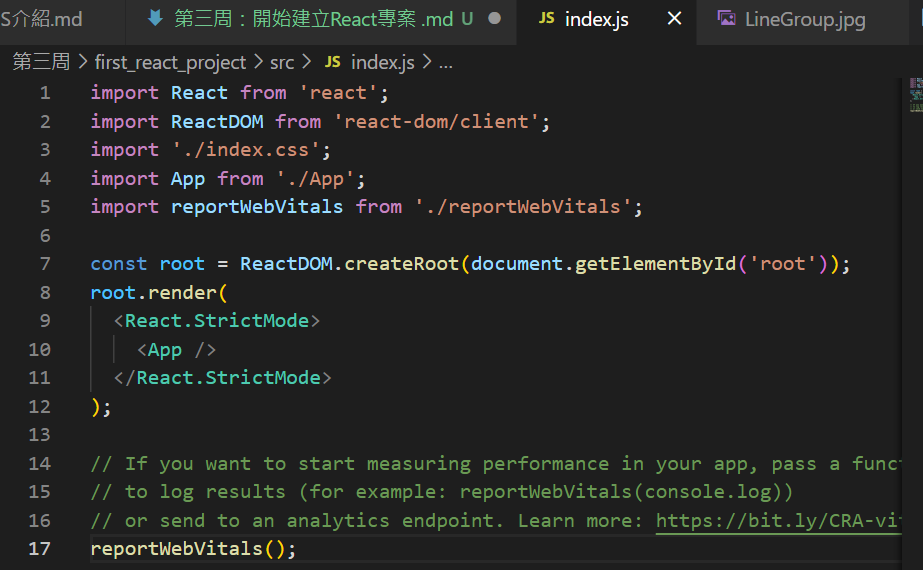 S介紹.md 第三周：開始建立React專案 .md U JS index.js LineGroup.jpg
第三周 > first_react_project > src > JS index.js > ...
1 import React from 'react';
2 import ReactDOM from 'react-dom/client';
3 import './index.css';
4 import App from './App';
5 import reportWebVitals from './reportWebVitals';
6
7 const root = ReactDOM.createRoot(document.getElementById('root'));
8 root.render(
9 <React.StrictMode>
10 <App />
11 </React.StrictMode>
12 );
13
14 // If you want to start measuring performance in your app, pass a funct
15 // to log results (for example: reportWebVitals(console.log))
16 // or send to an analytics endpoint. Learn more: https://bit.ly/CRA-vit
17 reportWebVitals();